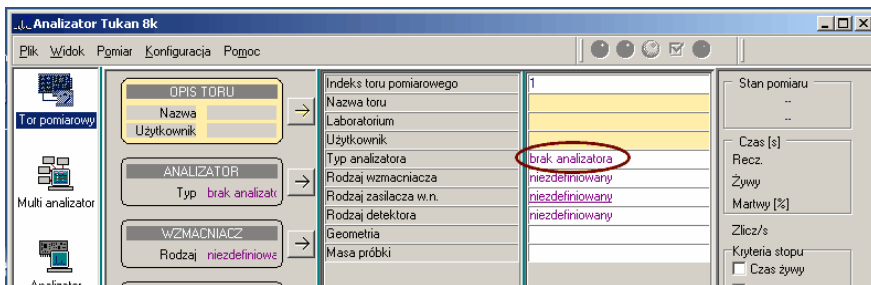 Analizator Tukan 8k
Plik Widok Pomiar Konfiguracja Pomoc
Tor pomiarowy
Multi analizator
Analizator
OPIS TORU
Nazwa
Użytkownik
ANALIZATOR
Typ brak analizato
WZMACNIACZ
Rodzaj niezdefiniowa
Indeks toru pomiarowego 1
Nazwa toru
Laboratorium
Użytkownik
Typ analizatora brak analizatora
Rodzaj wzmacniacza niezdefiniowany
Rodzaj zasilacza w.n. niezdefiniowany
Rodzaj detektora niezdefiniowany
Geometria
Masa próbki
Stan pomiaru
--
--
Czas [s]
Recz.
Żywy
Martwy [%]
Zlicz/s
Kryteria stopu
Czas żywy